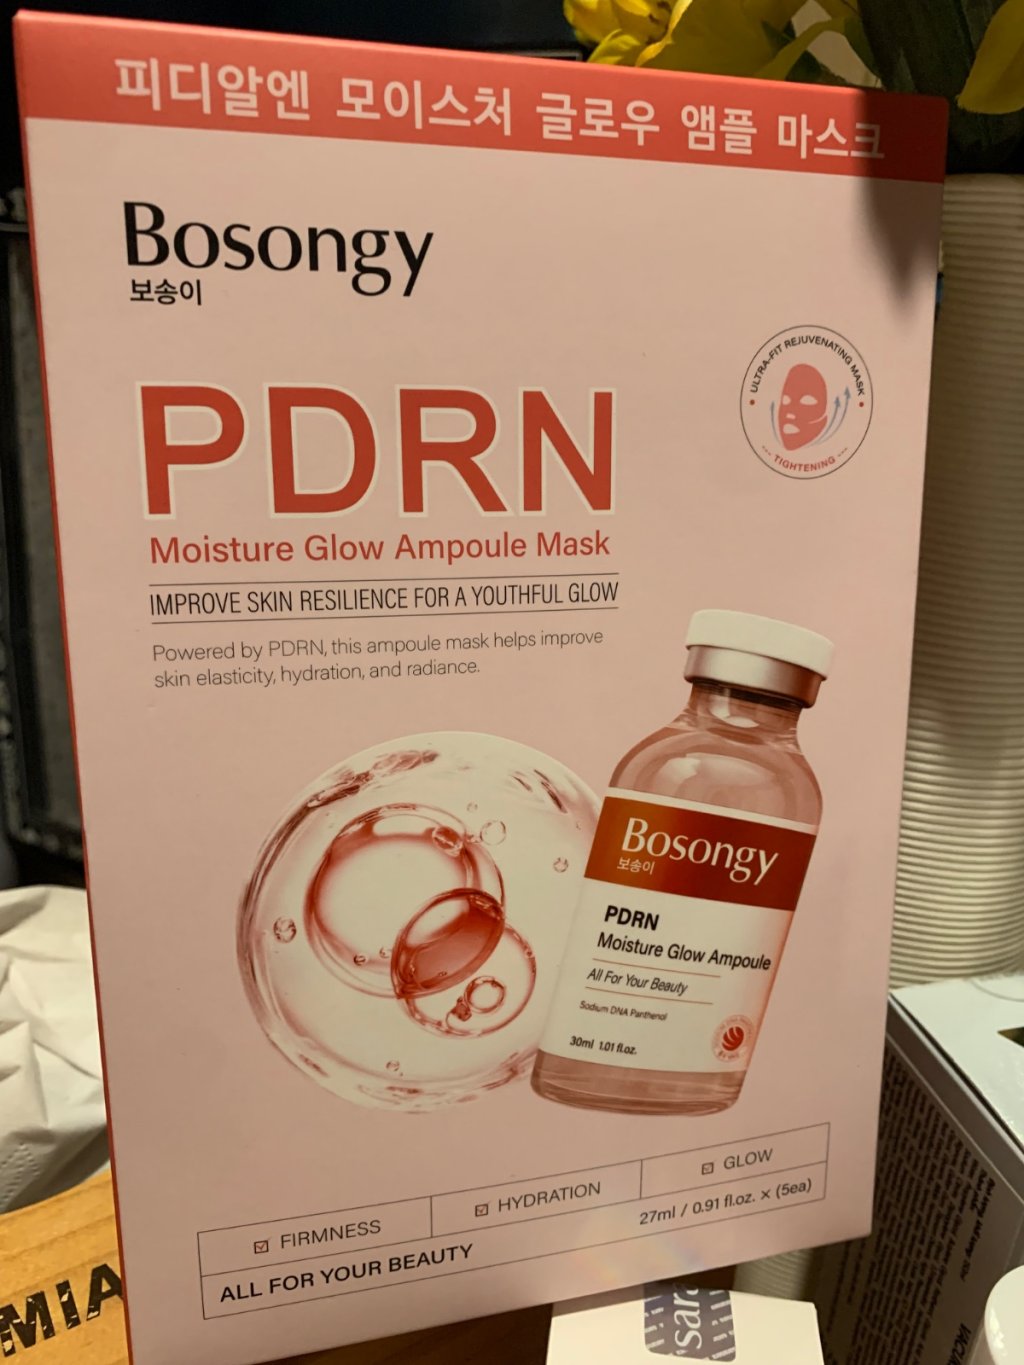 피디알엔 모이스처 글로우 앰플 마스크
Bosongy
보송이
ULTRA-FIT REJUVENATING MASK
TIGHTENING
PDRN
Moisture Glow Ampoule Mask
IMPROVE SKIN RESILIENCE FOR A YOUTHFUL GLOW
Powered by PDRN, this ampoule mask helps improve
skin elasticity, hydration, and radiance.
Bosongy
보송이
PDRN
Moisture Glow Ampoule
All For Your Beauty
Sodium DNA Panthenol
30ml 1.01 fl.oz.
FIRMNESS
HYDRATION
GLOW
ALL FOR YOUR BEAUTY
27ml / 0.91 fl.oz. × (5ea)
MIA
sara